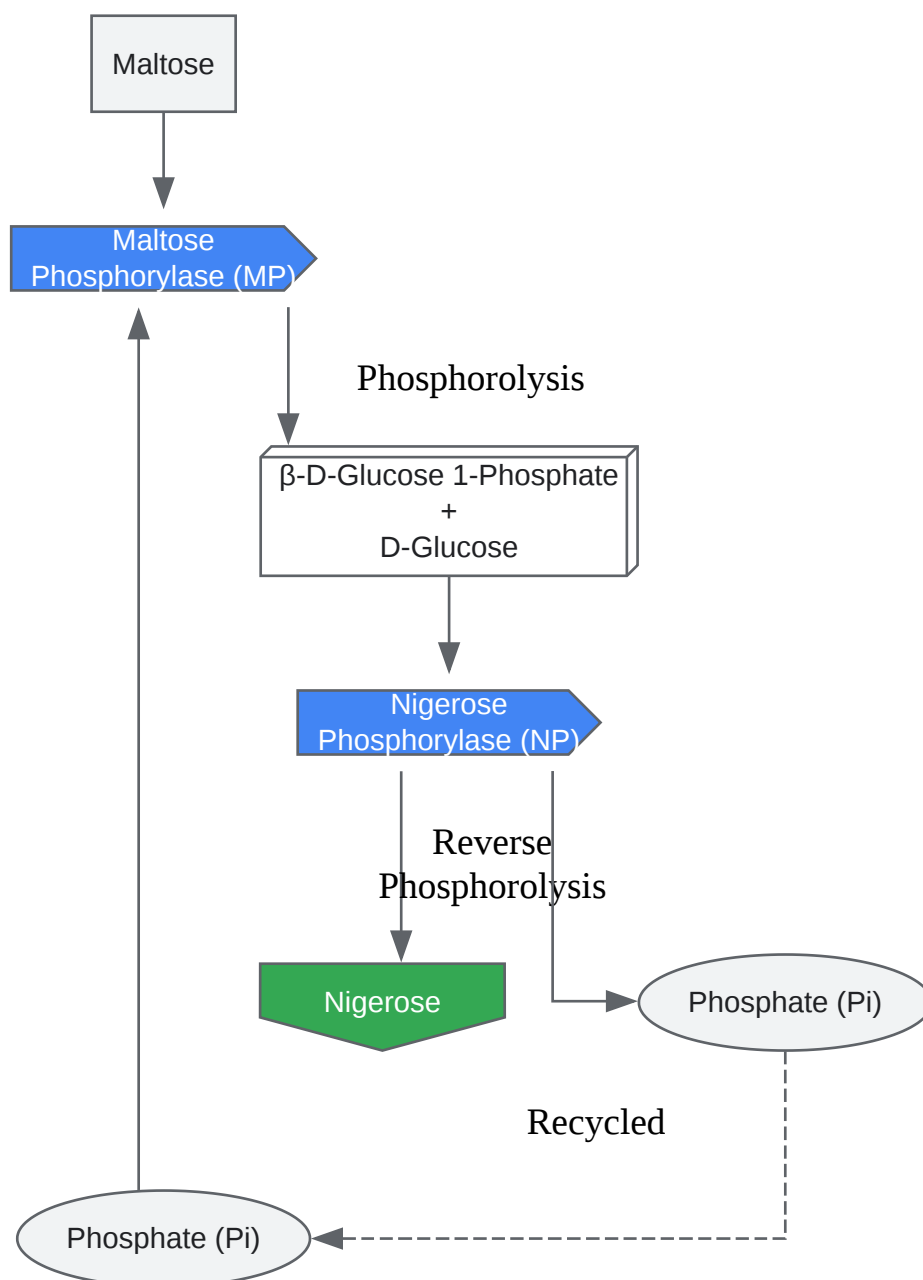 Maltose
Maltose
Phosphorylase (MP)
Phosphorolysis
β-D-Glucose 1-Phosphate
+
D-Glucose
Nigerose
Phosphorylase (NP)
Reverse
Phosphorolysis
Nigerose
Phosphate (Pi)
Recycled
Phosphate (Pi)